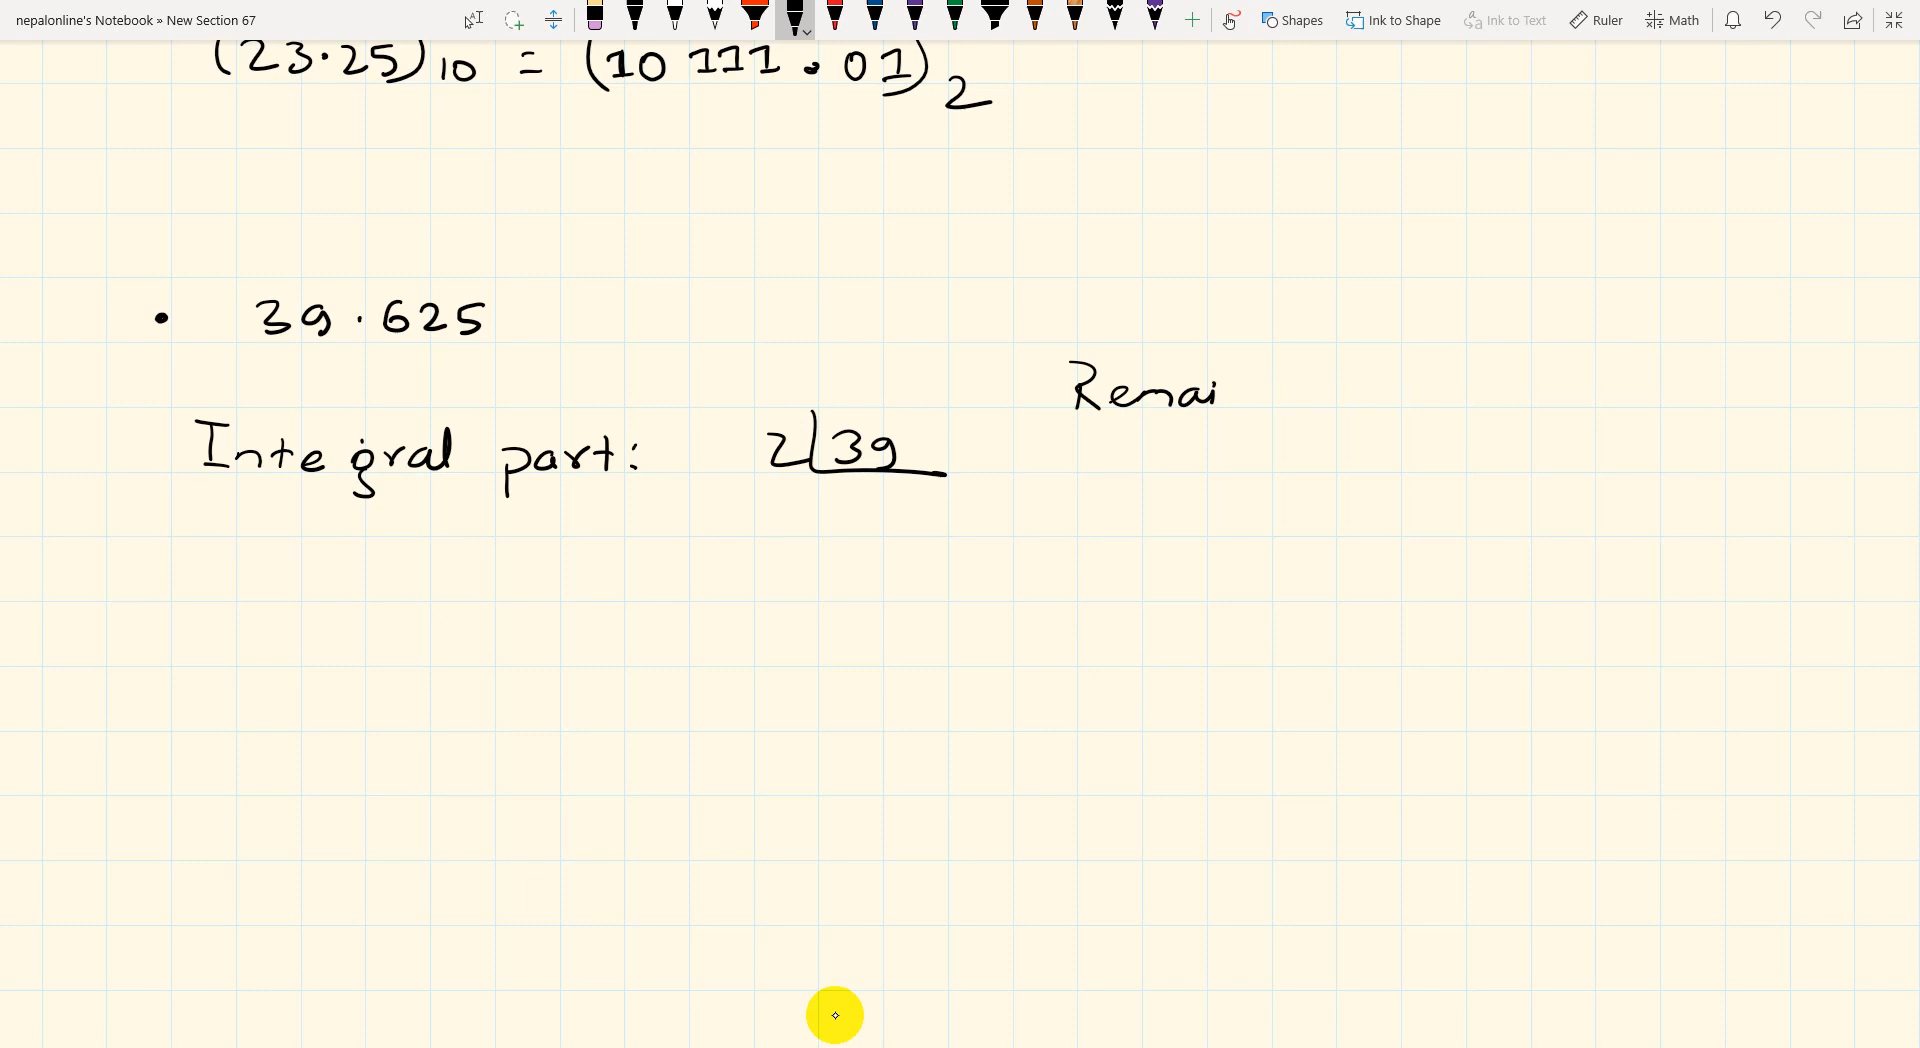 nepalonline's Notebook » New Section 67
Shapes Ink to Shape Ink to Text Ruler Math
(23.25)10 = (10111.01)2
• 39.625
Remai
Integral part: 2 39